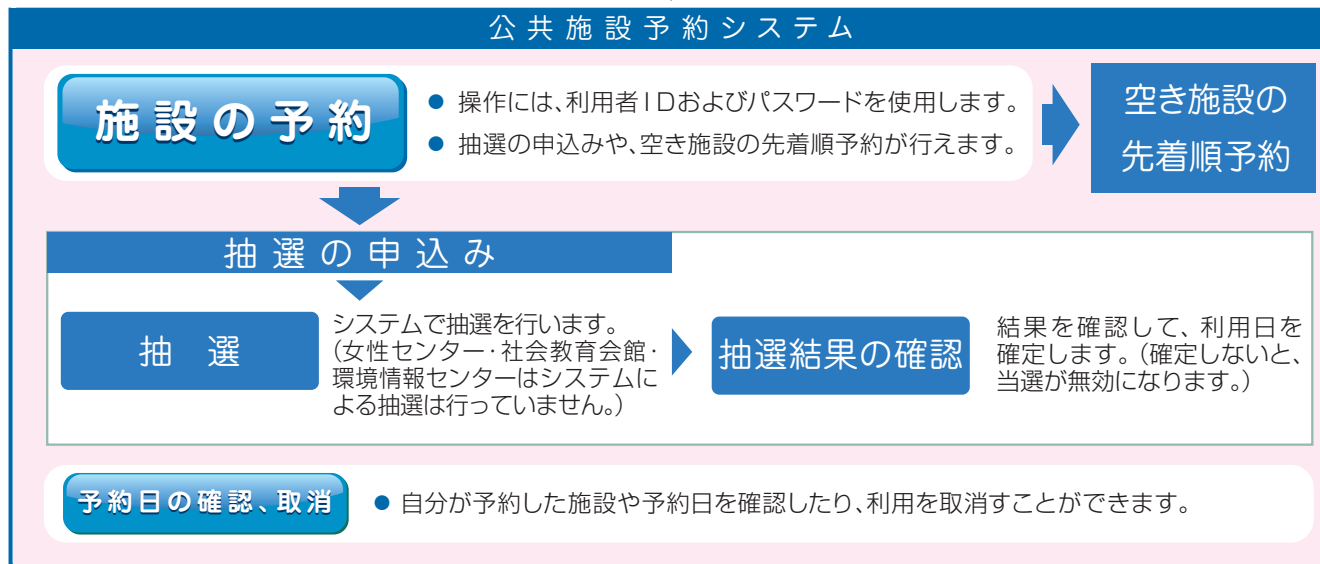 公共施設予約システム
施設の予約
● 操作には、利用者IDおよびパスワードを使用します。
● 抽選の申込みや、空き施設の先着順予約が行えます。
空き施設の
先着順予約
抽選の申込み
抽 選
システムで抽選を行います。
(女性センター・社会教育会館・
環境情報センターはシステムに
よる抽選は行っていません。)
抽選結果の確認
結果を確認して、利用日を
確定します。(確定しないと、
当選が無効になります。)
予約日の確認、取消
● 自分が予約した施設や予約日を確認したり、利用を取消すことができます。